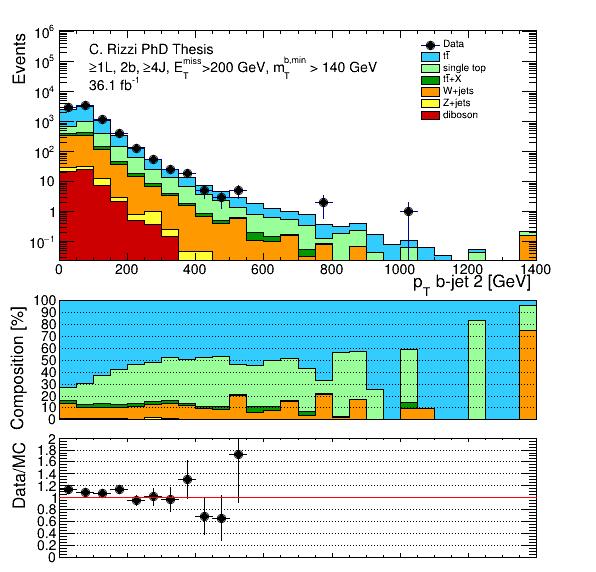 Events
10⁶
10⁵
10⁴
10³
10²
10
1
10⁻¹
C. Rizzi PhD Thesis
≥1L, 2b, ≥4J, E_T^miss>200 GeV, m_T^b,min > 140 GeV
36.1 fb⁻¹
Data
tt̄
single top
tt̄+X
W+jets
Z+jets
diboson
0 200 400 600 800 1000 1200 1400
p_T b-jet 2 [GeV]
Composition [%]
100
90
80
70
60
50
40
30
20
10
0
Data/MC
2
1.8
1.6
1.4
1.2
1
0.8
0.6
0.4
0.2
0